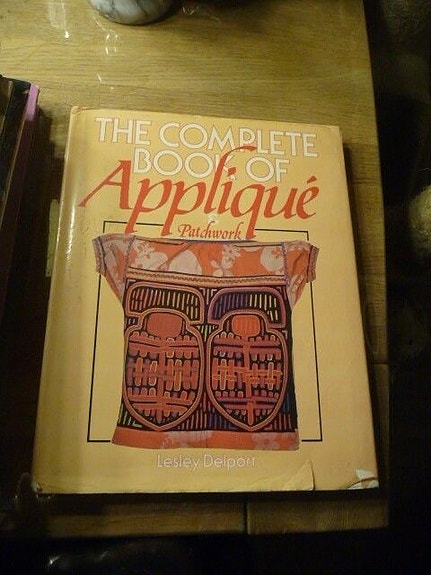 THE COMPLETE
BOOK OF
Appliqué
&
Patchwork
Lesley Delport